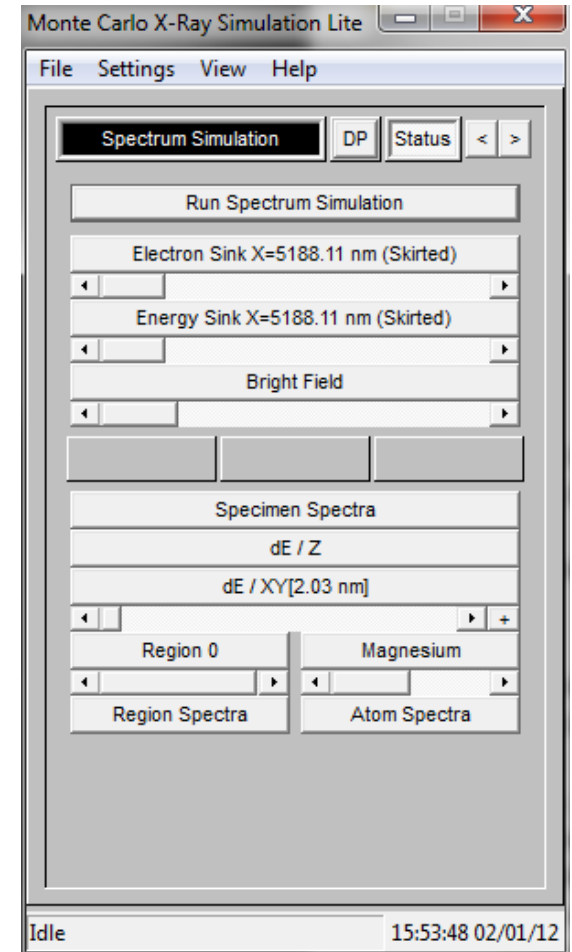 Monte Carlo X-Ray Simulation Lite
File Settings View Help
Spectrum Simulation DP Status < >
Run Spectrum Simulation
Electron Sink X=5188.11 nm (Skirted)
Energy Sink X=5188.11 nm (Skirted)
Bright Field
Specimen Spectra
dE / Z
dE / XY[2.03 nm]
+
Region 0 Magnesium
Region Spectra Atom Spectra
Idle 15:53:48 02/01/12